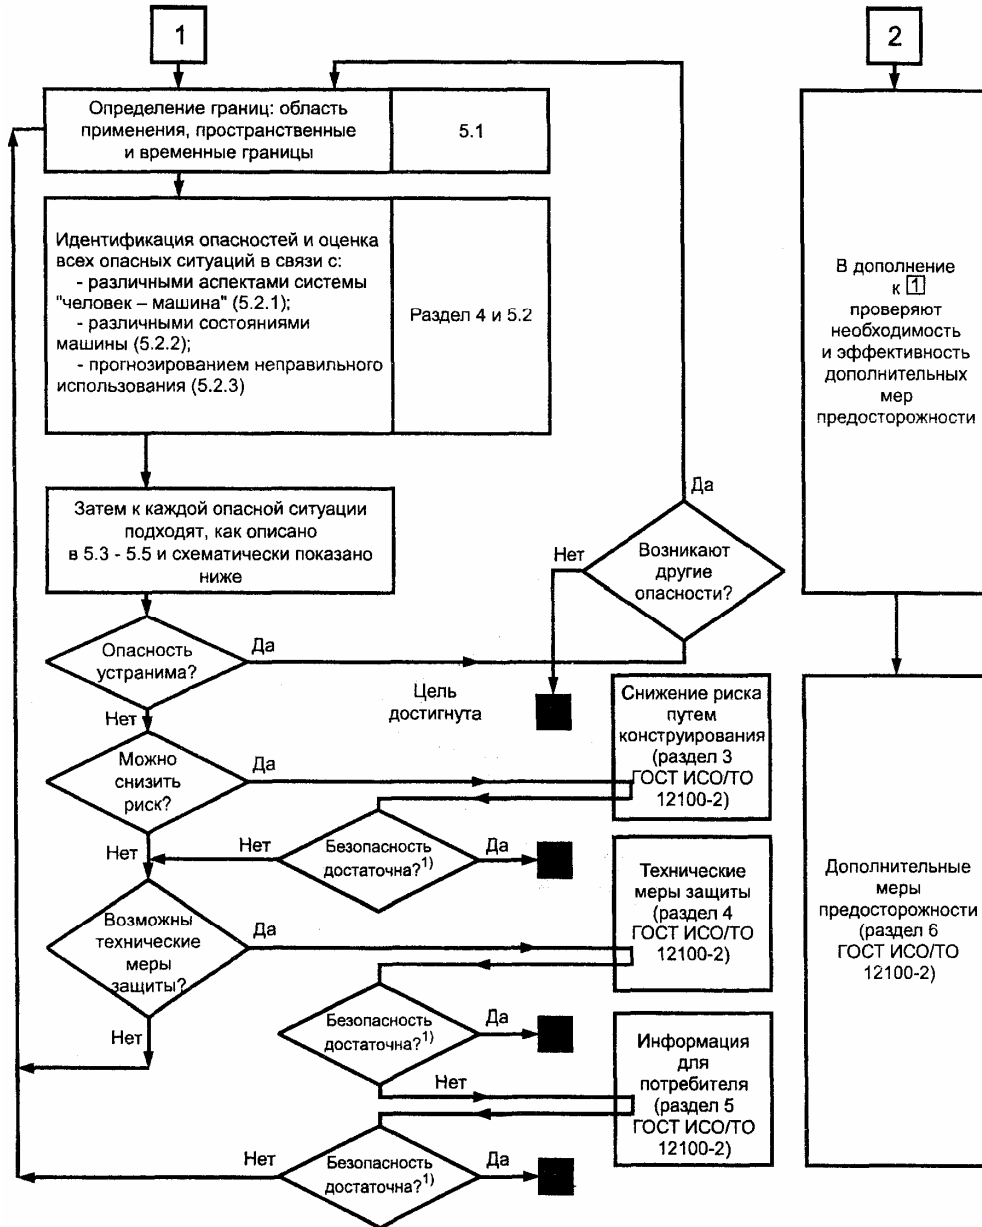 1
2
Определение границ: область
применения, пространственные
и временные границы
5.1
Идентификация опасностей и оценка
всех опасных ситуаций в связи с:
- различными аспектами системы
"человек – машина" (5.2.1);
- различными состояниями
машины (5.2.2);
- прогнозированием неправильного
использования (5.2.3)
Раздел 4 и 5.2
В дополнение
к 1
проверяют
необходимость
и эффективность
дополнительных
мер
предосторожности
Затем к каждой опасной ситуации
подходят, как описано
в 5.3 - 5.5 и схематически показано
ниже
Да
Нет
Возникают
другие
опасности?
Опасность
устранима?
Да
Нет
Цель
достигнута
Снижение риска
путем
конструирования
(раздел 3
ГОСТ ИСО/ТО
12100-2)
Можно
снизить
риск?
Да
Нет
Нет
Безопасность
достаточна?1)
Да
Технические
меры защиты
(раздел 4
ГОСТ ИСО/ТО
12100-2)
Дополнительные
меры
предосторожности
(раздел 6
ГОСТ ИСО/ТО
12100-2)
Возможны
технические
меры
защиты?
Да
Нет
Безопасность
достаточна?1)
Да
Нет
Информация
для
потребителя
(раздел 5
ГОСТ ИСО/ТО
12100-2)
Нет
Безопасность
достаточна?1)
Да